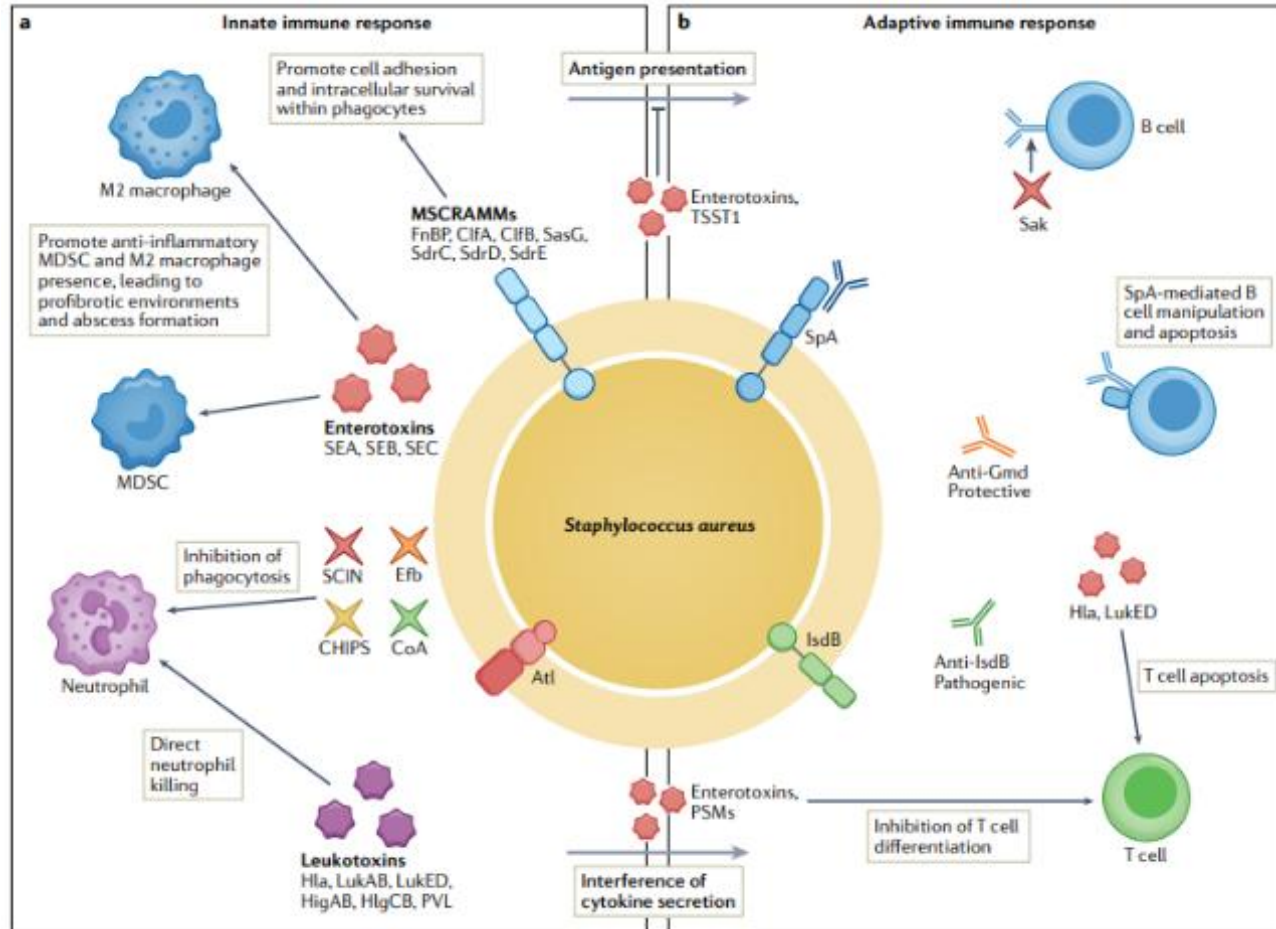 a
Innate immune response
Promote cell adhesion
and intracellular survival
within phagocytes
M2 macrophage
MSCRAMMs
FnBP, ClfA, ClfB, SasG,
SdrC, SdrD, SdrE
Promote anti-inflammatory
MDSC and M2 macrophage
presence, leading to
profibrotic environments
and abscess formation
Enterotoxins
SEA, SEB, SEC
MDSC
Inhibition of
phagocytosis
SCIN
Efb
CHIPS
CoA
Neutrophil
Atl
Direct
neutrophil
killing
Leukotoxins
Hla, LukAB, LukED,
HigAB, HlgCB, PVL
Staphylococcus aureus
b
Adaptive immune response
Antigen presentation
Enterotoxins,
TSST1
B cell
Sak
SpA
SpA-mediated B
cell manipulation
and apoptosis
Anti-Gmd
Protective
Hla, LukED
IsdB
Anti-IsdB
Pathogenic
T cell apoptosis
Enterotoxins,
PSMs
Inhibition of T cell
differentiation
T cell
Interference of
cytokine secretion